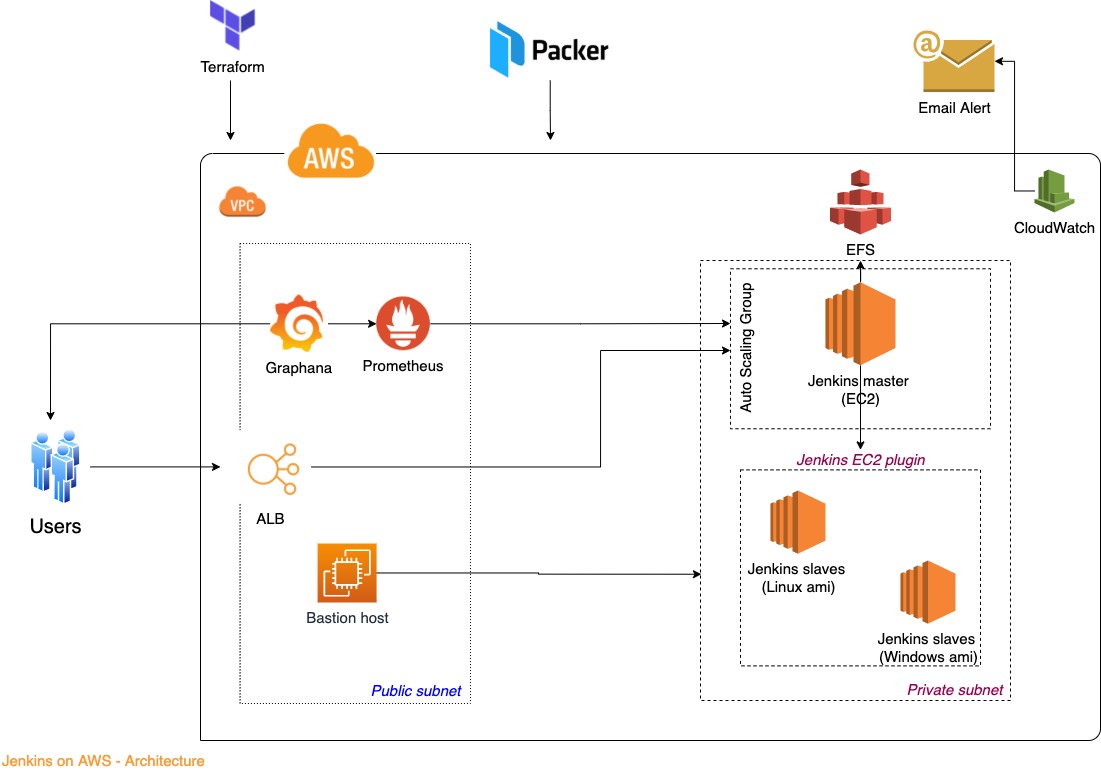 Terraform
Packer
@
Email Alert
AWS
VPC
CloudWatch
EFS
Auto Scaling Group
Jenkins master
(EC2)
Graphana
Prometheus
Jenkins EC2 plugin
Users
ALB
Jenkins slaves
(Linux ami)
Bastion host
Jenkins slaves
(Windows ami)
Public subnet
Private subnet
Jenkins on AWS - Architecture